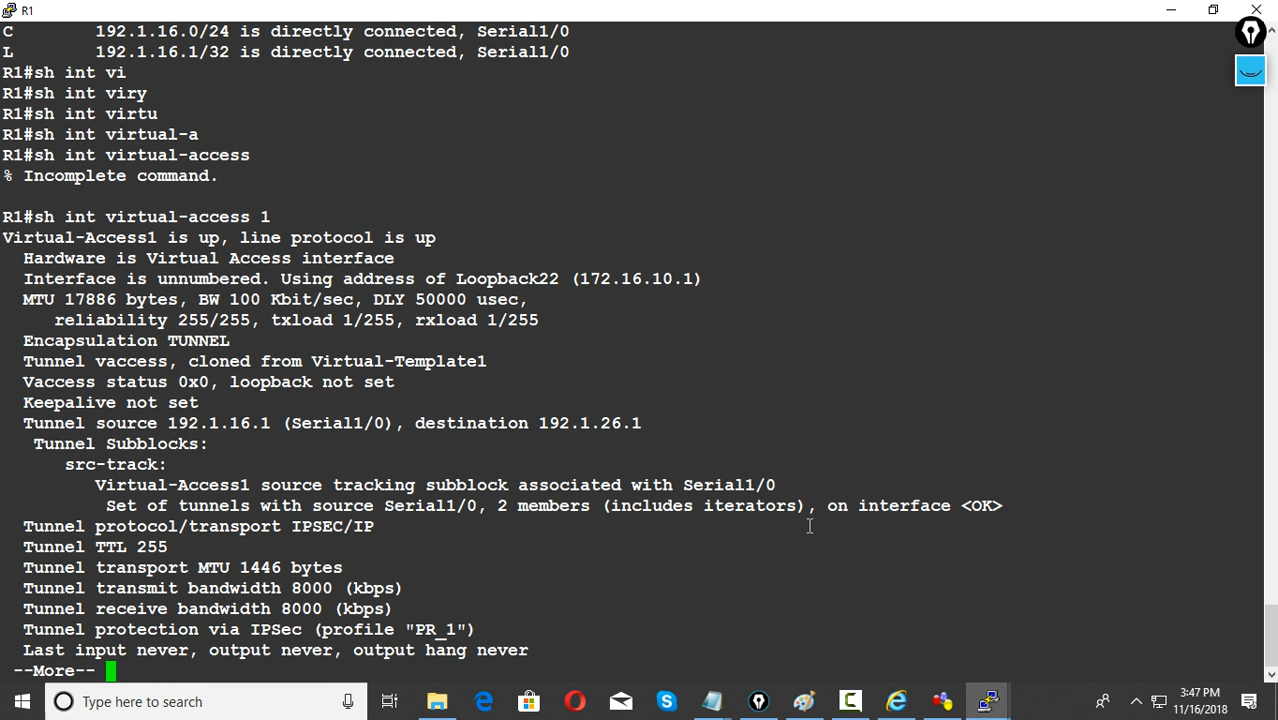 R1
C        192.1.16.0/24 is directly connected, Serial1/0
L        192.1.16.1/32 is directly connected, Serial1/0
R1#sh int vi
R1#sh int viry
R1#sh int virtu
R1#sh int virtual-a
R1#sh int virtual-access
% Incomplete command.
R1#sh int virtual-access 1
Virtual-Access1 is up, line protocol is up
  Hardware is Virtual Access interface
  Interface is unnumbered. Using address of Loopback22 (172.16.10.1)
  MTU 17886 bytes, BW 100 Kbit/sec, DLY 50000 usec,
     reliability 255/255, txload 1/255, rxload 1/255
  Encapsulation TUNNEL
  Tunnel vaccess, cloned from Virtual-Template1
  Vaccess status 0x0, loopback not set
  Keepalive not set
  Tunnel source 192.1.16.1 (Serial1/0), destination 192.1.26.1
   Tunnel Subblocks:
      src-track:
         Virtual-Access1 source tracking subblock associated with Serial1/0
          Set of tunnels with source Serial1/0, 2 members (includes iterators), on interface <OK>
  Tunnel protocol/transport IPSEC/IP
  Tunnel TTL 255
  Tunnel transport MTU 1446 bytes
  Tunnel transmit bandwidth 8000 (kbps)
  Tunnel receive bandwidth 8000 (kbps)
  Tunnel protection via IPSec (profile "PR_1")
  Last input never, output never, output hang never
 --More--
Type here to search
3:47 PM
11/16/2018